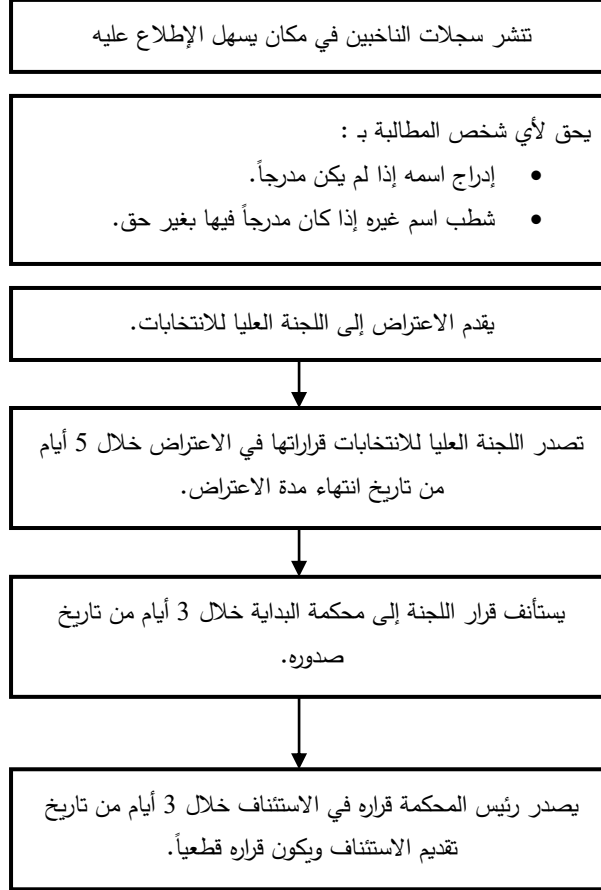 تنشر سجلات الناخبين في مكان يسهل الإطلاع عليه
يحق لأي شخص المطالبة بـ :
• إدراج اسمه إذا لم يكن مدرجاً.
• شطب اسم غيره إذا كان مدرجاً فيها بغير حق.
يقدم الاعتراض إلى اللجنة العليا للانتخابات.
تصدر اللجنة العليا للانتخابات قراراتها في الاعتراض خلال 5 أيام
من تاريخ انتهاء مدة الاعتراض.
يستأنف قرار اللجنة إلى محكمة البداية خلال 3 أيام من تاريخ
صدوره.
يصدر رئيس المحكمة قراره في الاستئناف خلال 3 أيام من تاريخ
تقديم الاستئناف ويكون قراره قطعياً.